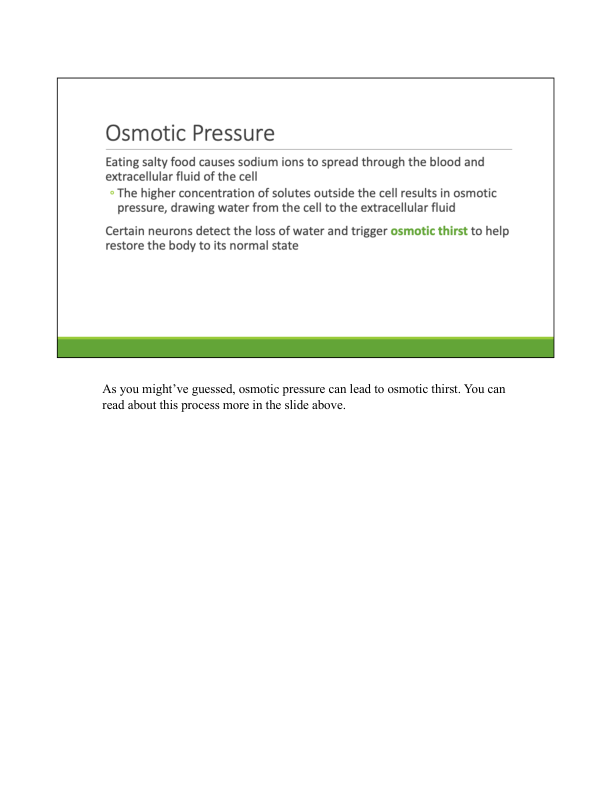 Osmotic Pressure
Eating salty food causes sodium ions to spread through the blood and
extracellular fluid of the cell
▫ The higher concentration of solutes outside the cell results in osmotic
pressure, drawing water from the cell to the extracellular fluid
Certain neurons detect the loss of water and trigger osmotic thirst to help
restore the body to its normal state
As you might’ve guessed, osmotic pressure can lead to osmotic thirst. You can
read about this process more in the slide above.